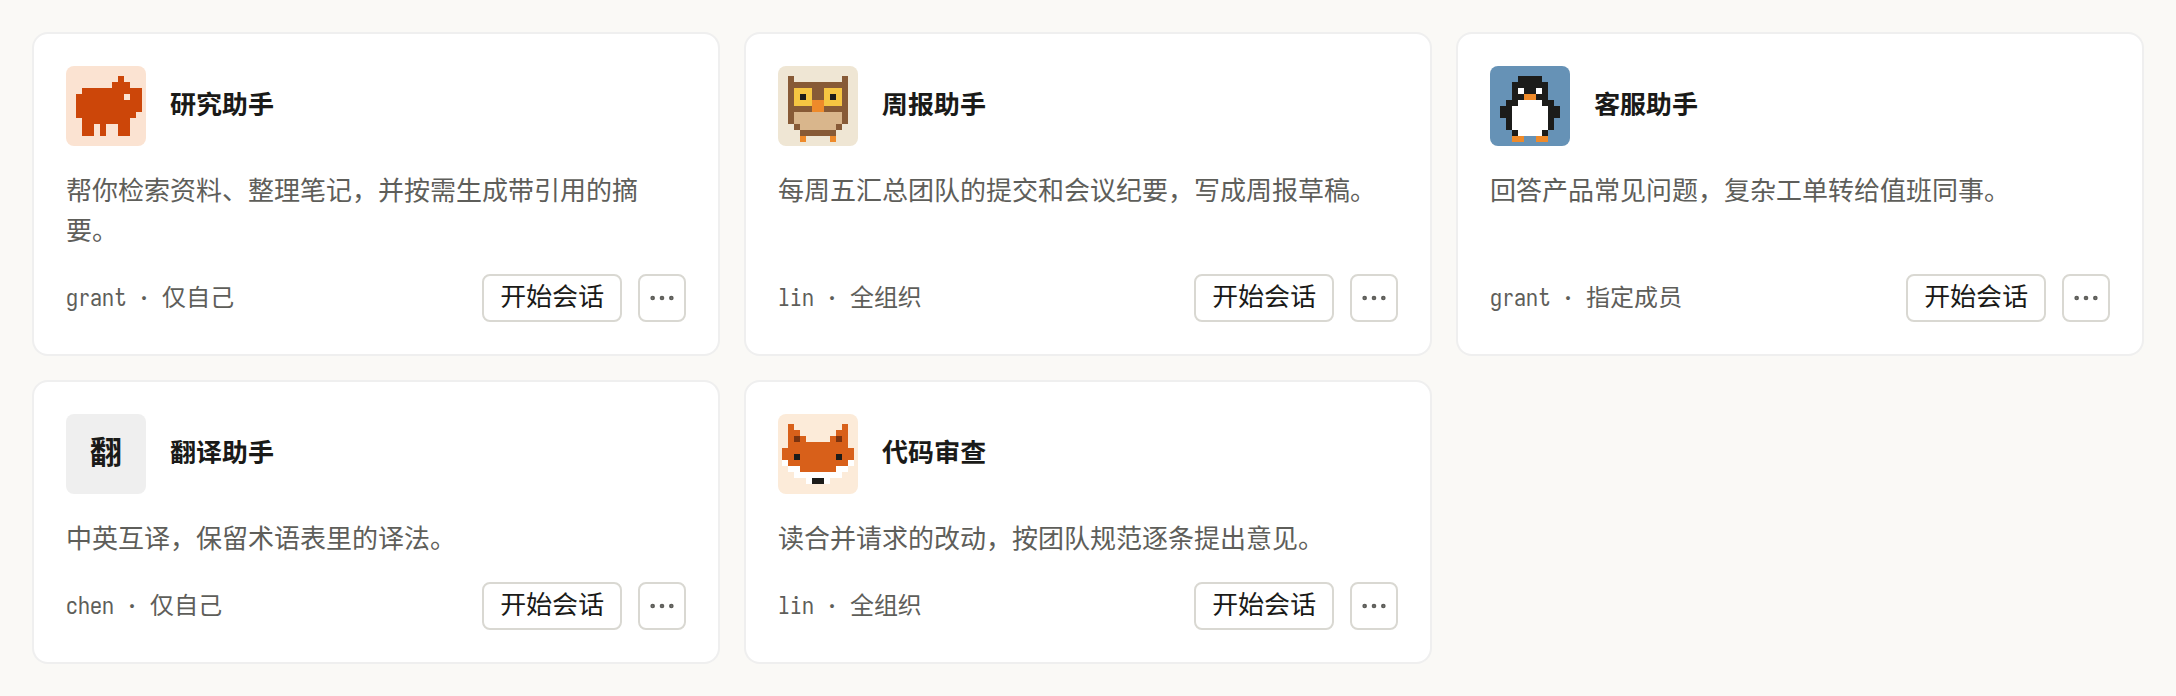 研究助手
帮你检索资料、整理笔记，并按需生成带引用的摘
要。
grant · 仅自己
开始会话
周报助手
每周五汇总团队的提交和会议纪要，写成周报草稿。
lin · 全组织
开始会话
客服助手
回答产品常见问题，复杂工单转给值班同事。
grant · 指定成员
开始会话
翻
翻译助手
中英互译，保留术语表里的译法。
chen · 仅自己
开始会话
代码审查
读合并请求的改动，按团队规范逐条提出意见。
lin · 全组织
开始会话